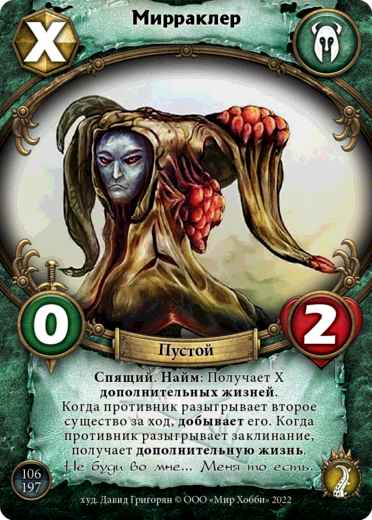 Мирраклер
X
0
2
Пустой
Спящий. Найм: Получает X
дополнительных жизней.
Когда противник разыгрывает второе
существо за ход, добывает его. Когда
противник разыгрывает заклинание,
получает дополнительную жизнь.
Не буди во мне... Меня то есть.
106
197
худ. Давид Григорян © ООО «Мир Хобби» 2022